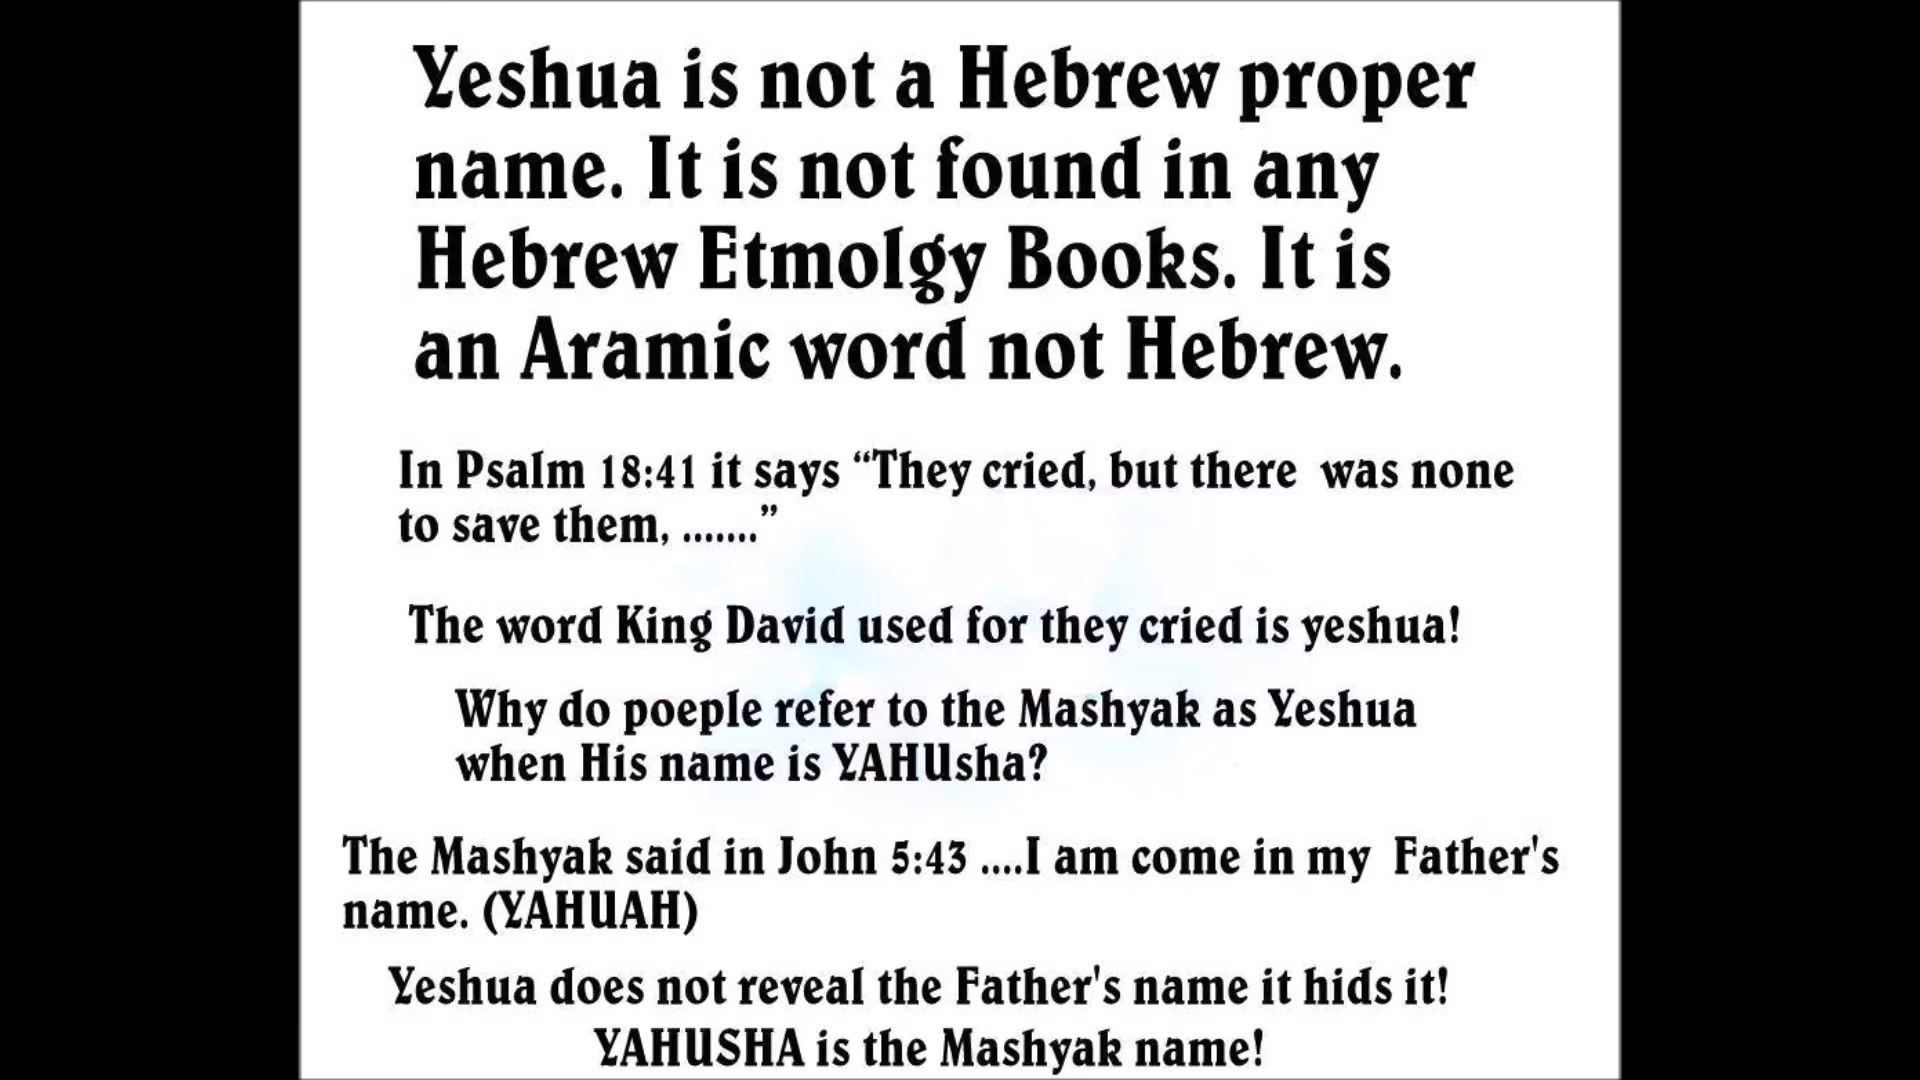 Yeshua is not a Hebrew proper
name. It is not found in any
Hebrew Etmolgy Books. It is
an Aramic word not Hebrew.
In Psalm 18:41 it says “They cried, but there was none
to save them, .......”
The word King David used for they cried is yeshua!
Why do poeple refer to the Mashyak as Yeshua
when His name is YAHUsha?
The Mashyak said in John 5:43 ....I am come in my Father's
name. (YAHUAH)
Yeshua does not reveal the Father's name it hids it!
YAHUSHA is the Mashyak name!